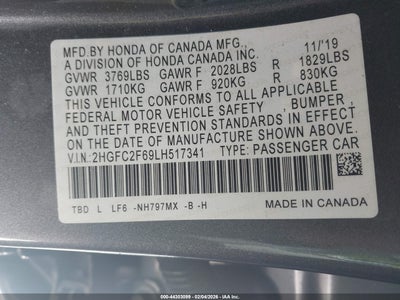 MFD.BY HONDA OF CANADA MFG., 11/'19
A DIVISION OF HONDA CANADA INC.
GVWR 3769LBS GAWR F 2028LBS R 1829LBS
GVWR 1710KG GAWR F 920KG R 830KG
THIS VEHICLE CONFORMS TO ALL APPLICABLE
FEDERAL MOTOR VEHICLE SAFETY, BUMPER,
AND THEFT PREVENTION STANDARDS IN EFFECT
ON THE DATE OF MANUFACTURE SHOWN ABOVE.
V.I.N:2HGFC2F69LH517341 TYPE: PASSENGER CAR
TBD L LF6 -NH797MX -B -H MADE IN CANADA
000-44303099 - 02/04/2026 - IAA Inc.